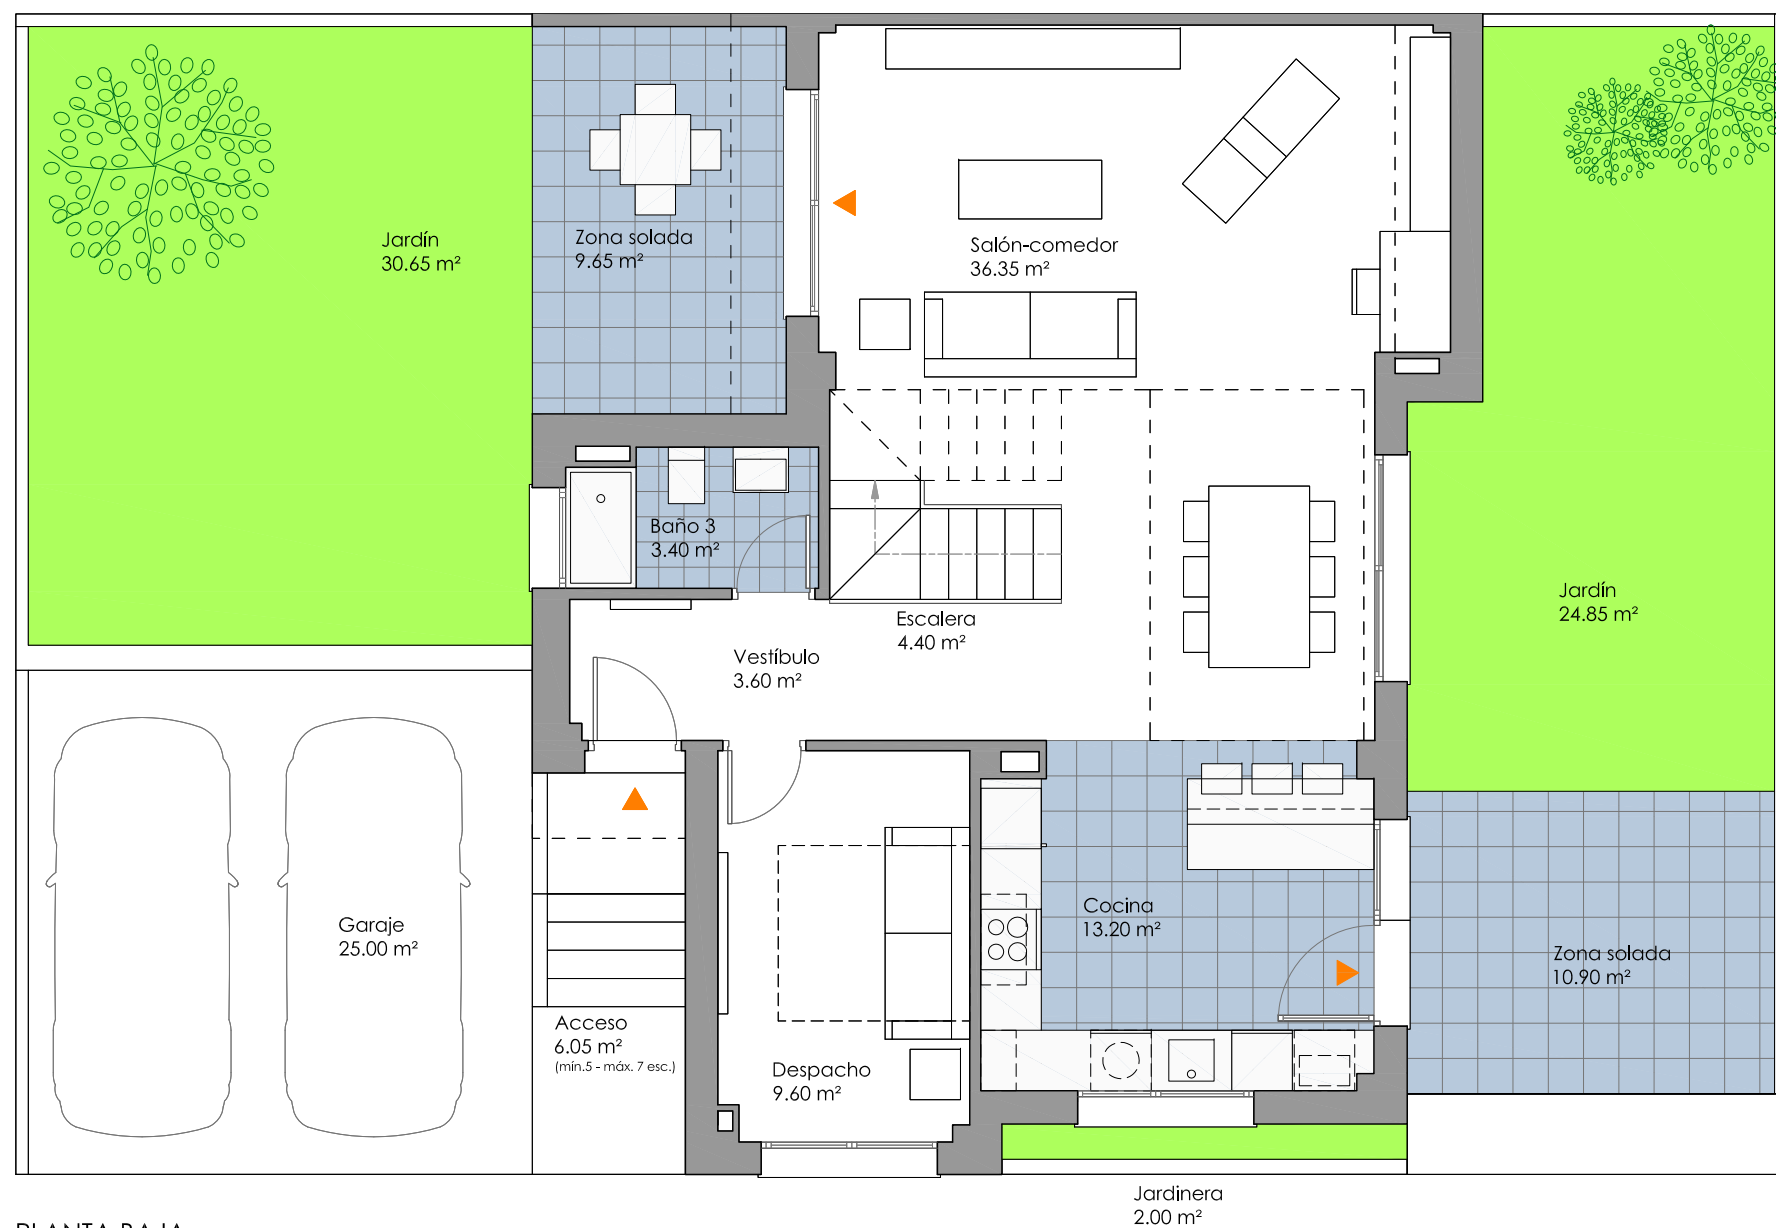 Jardín
30.65 m²
Zona solada
9.65 m²
Salón-comedor
36.35 m²
Baño 3
3.40 m²
Escalera
4.40 m²
Vestíbulo
3.60 m²
Jardín
24.85 m²
Garaje
25.00 m²
Cocina
13.20 m²
Zona solada
10.90 m²
Acceso
6.05 m²
(mín.5 - máx. 7 esc.)
Despacho
9.60 m²
Jardinera
2.00 m²
PLANTA BAJA